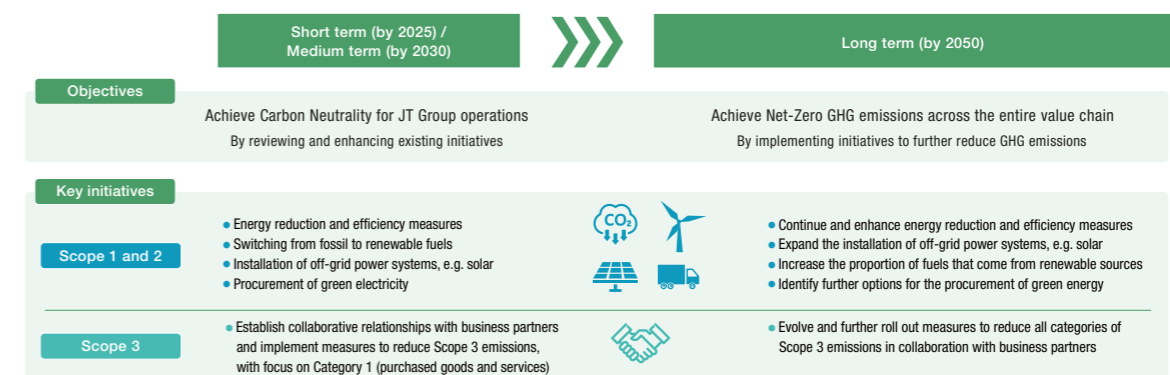 Short term (by 2025) /
Medium term (by 2030)
Long term (by 2050)
Objectives
Achieve Carbon Neutrality for JT Group operations
By reviewing and enhancing existing initiatives
Achieve Net-Zero GHG emissions across the entire value chain
By implementing initiatives to further reduce GHG emissions
Key initiatives
Scope 1 and 2
• Energy reduction and efficiency measures
• Switching from fossil to renewable fuels
• Installation of off-grid power systems, e.g. solar
• Procurement of green electricity
CO₂
• Continue and enhance energy reduction and efficiency measures
• Expand the installation of off-grid power systems, e.g. solar
• Increase the proportion of fuels that come from renewable sources
• Identify further options for the procurement of green energy
Scope 3
• Establish collaborative relationships with business partners
and implement measures to reduce Scope 3 emissions,
with focus on Category 1 (purchased goods and services)
• Evolve and further roll out measures to reduce all categories of
Scope 3 emissions in collaboration with business partners